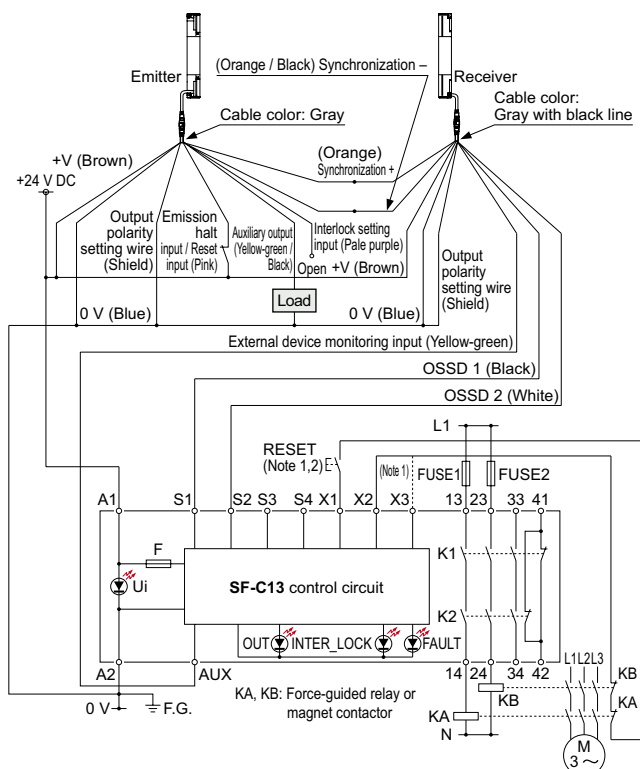 (Orange / Black) Synchronization –
Emitter
Receiver
Cable color: Gray
Cable color:
Gray with black line
+V (Brown)
(Orange)
Synchronization +
+24 V DC
Output
polarity
setting wire
(Shield)
Emission
halt
input / Reset
input (Pink)
Auxiliary output
(Yellow-green /
Black)
Interlock setting
input (Pale purple)
Open
+V (Brown)
Output
polarity
setting wire
(Shield)
Load
0 V (Blue)
0 V (Blue)
External device monitoring input (Yellow-green)
OSSD 1 (Black)
OSSD 2 (White)
L1
RESET
(Note 1,2)
(Note 1)
FUSE1
FUSE2
A1 S1 S2 S3 S4 X1 X2 X3 13 23 33 41
F
K1
Ui
SF-C13 control circuit
K2
OUT INTER_LOCK FAULT
A2 AUX 14 24 34 42
L1 L2 L3
KB
KA
KA, KB: Force-guided relay or
magnet contactor
KB
KA
0 V
F.G.
N
M
3 ~